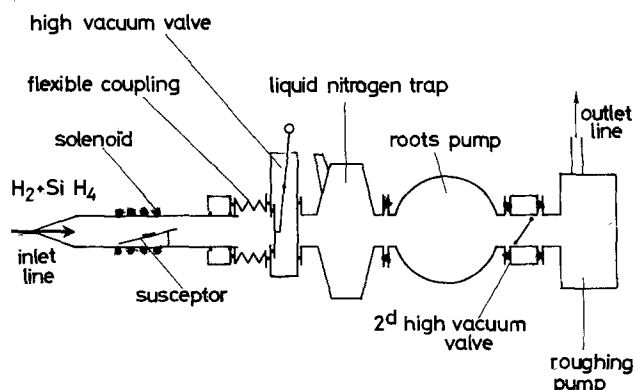 high vacuum valve
flexible coupling
liquid nitrogen trap
outlet
line
solenoïd
roots pump
H₂+Si H₄
inlet
line
susceptor
2ᵈ high vacuum
valve
roughing
pump